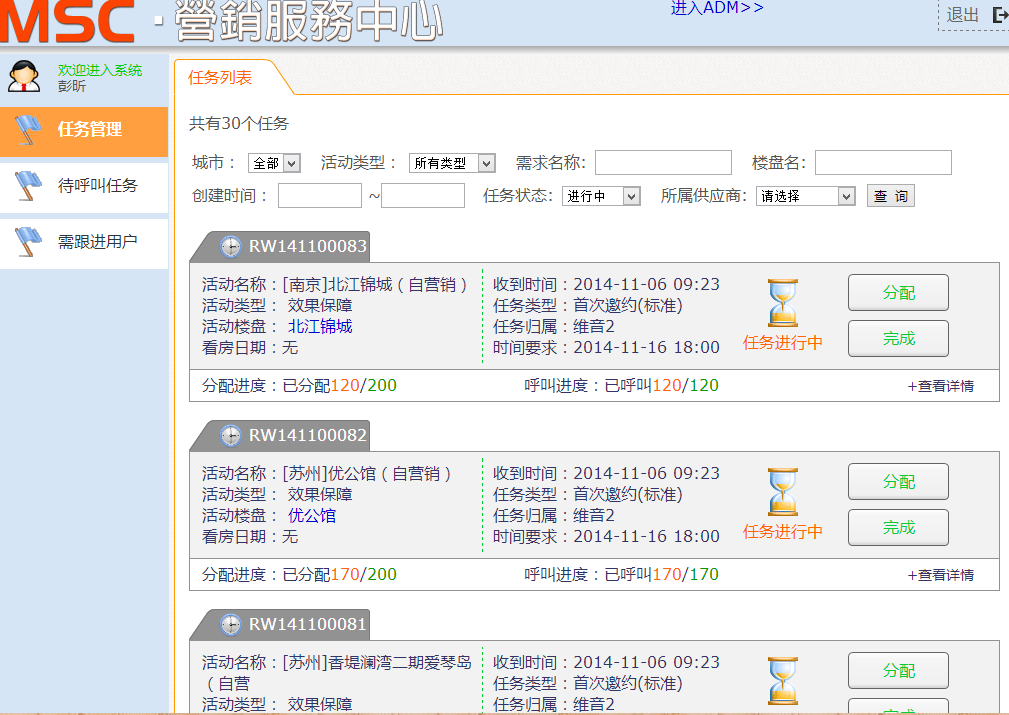 MSC · 營銷服務中心
进入ADM>>
退出
欢迎进入系统
彭昕
任务管理
待呼叫任务
需跟进用户
任务列表
共有30个任务
城市： 全部 活动类型： 所有类型 需求名称: 楼盘名:
创建时间： ~ 任务状态: 进行中 所属供应商: 请选择 查 询
RW141100083
活动名称：[南京]北江锦城（自营销） 收到时间：2014-11-06 09:23
活动类型： 效果保障 任务类型：首次邀约(标准)
活动楼盘： 北江锦城 任务归属：维音2
看房日期：无 时间要求：2014-11-16 18:00
任务进行中
分配
完成
分配进度：已分配120/200 呼叫进度：已呼叫120/120 +查看详情
RW141100082
活动名称：[苏州]优公馆（自营销） 收到时间：2014-11-06 09:23
活动类型： 效果保障 任务类型：首次邀约(标准)
活动楼盘： 优公馆 任务归属：维音2
看房日期：无 时间要求：2014-11-16 18:00
任务进行中
分配
完成
分配进度：已分配170/200 呼叫进度：已呼叫170/170 +查看详情
RW141100081
活动名称：[苏州]香堤澜湾二期爱琴岛 收到时间：2014-11-06 09:23
（自营 任务类型：首次邀约(标准)
活动类型： 效果保障 任务归属：维音2
分配
完成